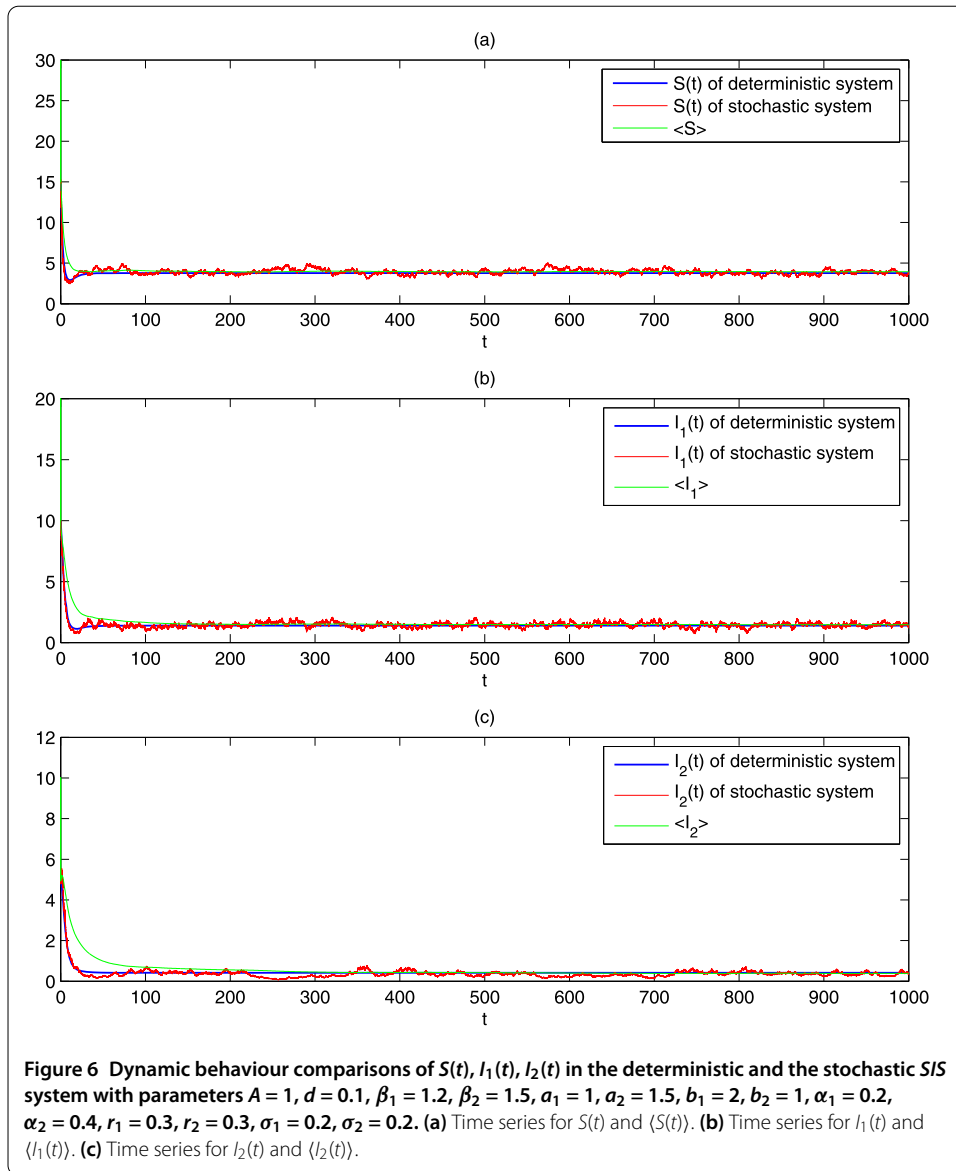 (a)
30
25
20
15
10
5
0
S(t) of deterministic system
S(t) of stochastic system
<S>
0 100 200 300 400 500 600 700 800 900 1000
t
(b)
20
15
10
5
0
I_1(t) of deterministic system
I_1(t) of stochastic system
<I_1>
0 100 200 300 400 500 600 700 800 900 1000
t
(c)
12
10
8
6
4
2
0
I_2(t) of deterministic system
I_2(t) of stochastic system
<I_2>
0 100 200 300 400 500 600 700 800 900 1000
t
Figure 6 Dynamic behaviour comparisons of S(t), I₁(t), I₂(t) in the deterministic and the stochastic SIS
system with parameters A = 1, d = 0.1, β₁ = 1.2, β₂ = 1.5, a₁ = 1, a₂ = 1.5, b₁ = 2, b₂ = 1, α₁ = 0.2,
α₂ = 0.4, r₁ = 0.3, r₂ = 0.3, σ₁ = 0.2, σ₂ = 0.2. (a) Time series for S(t) and ⟨S(t)⟩. (b) Time series for I₁(t) and
⟨I₁(t)⟩. (c) Time series for I₂(t) and ⟨I₂(t)⟩.